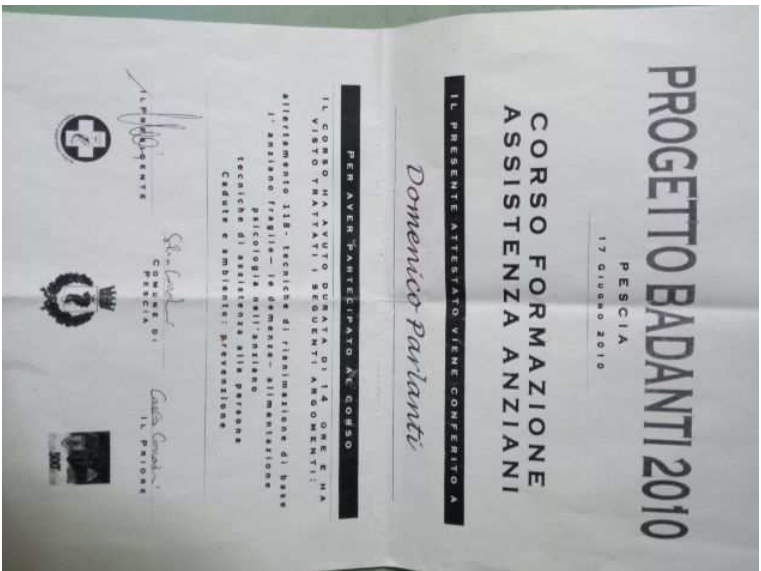 PROGETTO BADANTI 2010
PESCIA
17 GIUGNO 2010
CORSO FORMAZIONE
ASSISTENZA ANZIANI
IL PRESENTE ATTESTATO VIENE CONFERITO A
Domenico Parlanti
PER AVER PARTECIPATO AL CORSO
IL CORSO HA AVUTO DURATA DI 14 ORE E HA
VISTO TRATTATI I SEGUENTI ARGOMENTI:
allertamento 118, tecniche di rianimazione di base
l'anziano fragile- le demenze- alimentazione
psicologia nell'anziano
tecniche di assistenza alle persone
Cadute e ambiente: prevenzione
IL PRESIDENTE
COMUNE DI
PESCIA
IL PRIORE